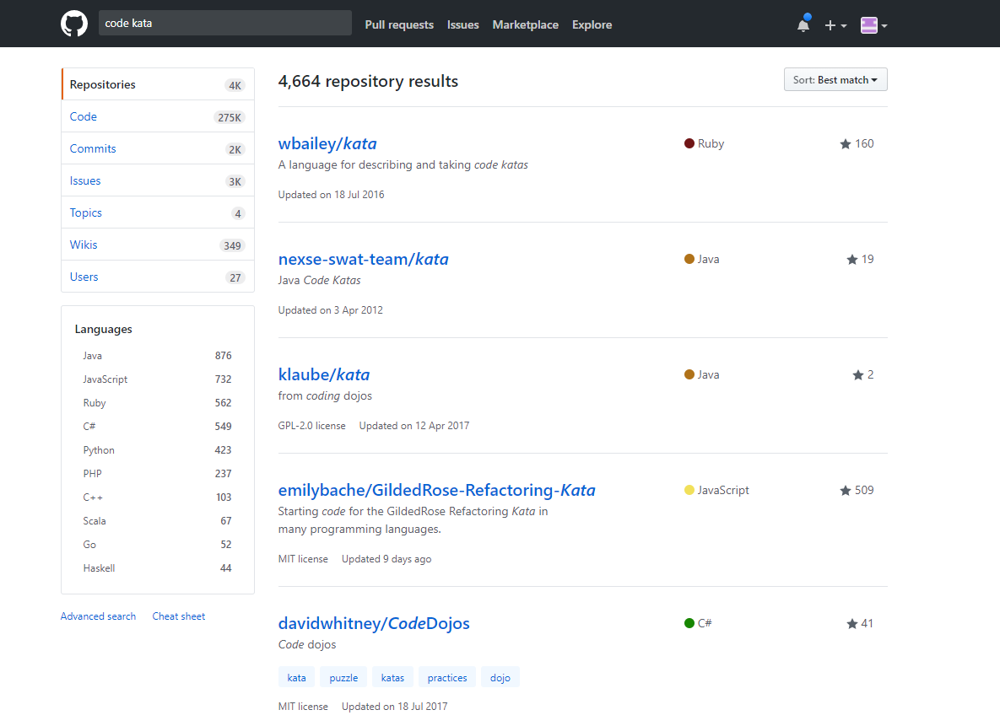 code kata Pull requests Issues Marketplace Explore
Repositories 4K
Code 275K
Commits 2K
Issues 3K
Topics 4
Wikis 349
Users 27
Languages
Java 876
JavaScript 732
Ruby 562
C# 549
Python 423
PHP 237
C++ 103
Scala 67
Go 52
Haskell 44
Advanced search Cheat sheet
4,664 repository results Sort: Best match
wbailey/kata Ruby 160
A language for describing and taking code katas
Updated on 18 Jul 2016
nexse-swat-team/kata Java 19
Java Code Katas
Updated on 3 Apr 2012
klaube/kata Java 2
from coding dojos
GPL-2.0 license Updated on 12 Apr 2017
emilybache/GildedRose-Refactoring-Kata JavaScript 509
Starting code for the GildedRose Refactoring Kata in
many programming languages.
MIT license Updated 9 days ago
davidwhitney/CodeDojos C# 41
Code dojos
kata puzzle katas practices dojo
MIT license Updated on 18 Jul 2017